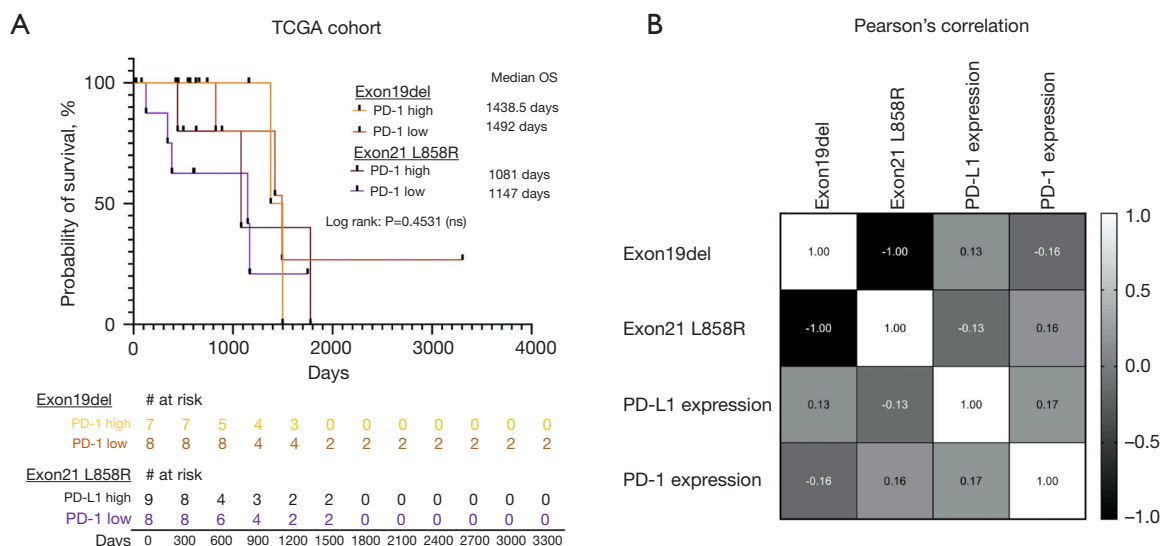 A
TCGA cohort
Probability of survival, %
100
50
0
0
1000
2000
3000
4000
Days
Median OS
Exon19del
PD-1 high 1438.5 days
PD-1 low 1492 days
Exon21 L858R
PD-1 high 1081 days
PD-1 low 1147 days
Log rank: P=0.4531 (ns)
Exon19del # at risk
PD-1 high 7 7 5 4 3 0 0 0 0 0 0 0
PD-1 low 8 8 8 4 4 2 2 2 2 2 2 2
Exon21 L858R # at risk
PD-L1 high 9 8 4 3 2 2 0 0 0 0 0 0
PD-1 low 8 8 6 4 2 2 0 0 0 0 0 0
Days 0 300 600 900 1200 1500 1800 2100 2400 2700 3000 3300
B
Pearson's correlation
Exon19del
Exon21 L858R
PD-L1 expression
PD-1 expression
Exon19del 1.00 -1.00 0.13 -0.16
Exon21 L858R -1.00 1.00 -0.13 0.16
PD-L1 expression 0.13 -0.13 1.00 0.17
PD-1 expression -0.16 0.16 0.17 1.00
1.0
0.5
0.0
−0.5
−1.0